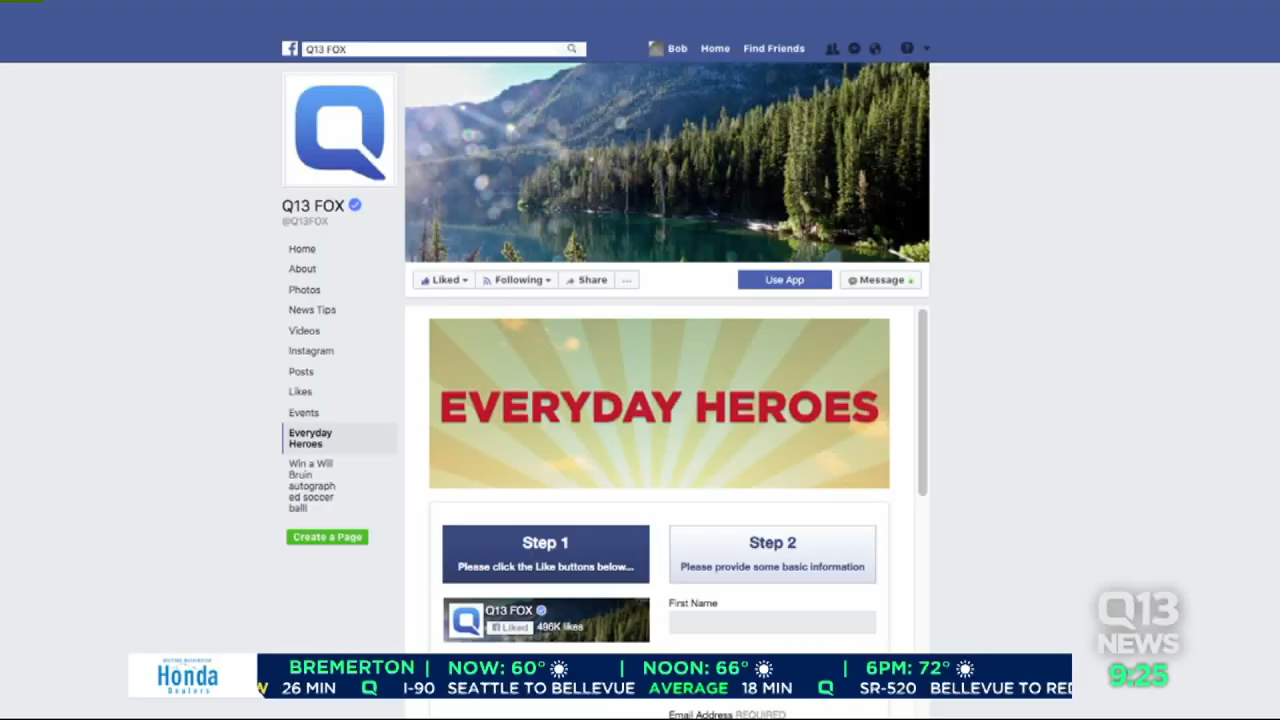 Q13 FOX
Bob Home Find Friends
Q13 FOX
@Q13FOX
Home
About
Photos
News Tips
Videos
Instagram
Posts
Likes
Events
Everyday
Heroes
Win a Will
Bruin
autograph
ed soccer
ball!
Create a Page
Liked Following Share ... Use App Message
EVERYDAY HEROES
Step 1
Please click the Like buttons below...
Q13 FOX
Liked 496K likes
Step 2
Please provide some basic information
First Name
Email Address REQUIRED
Q13
NEWS
9:25
Honda
Dealers
BREMERTON | NOW: 60° | NOON: 66° | 6PM: 72°
26 MIN I-90 SEATTLE TO BELLEVUE AVERAGE 18 MIN SR-520 BELLEVUE TO RED